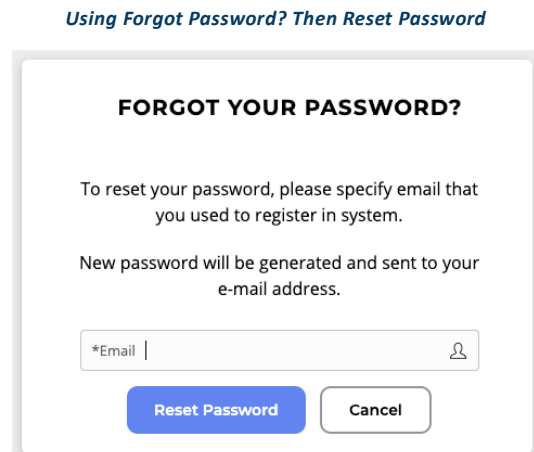 Using Forgot Password? Then Reset Password
FORGOT YOUR PASSWORD?
To reset your password, please specify email that
you used to register in system.
New password will be generated and sent to your
e-mail address.
*Email
Reset Password
Cancel